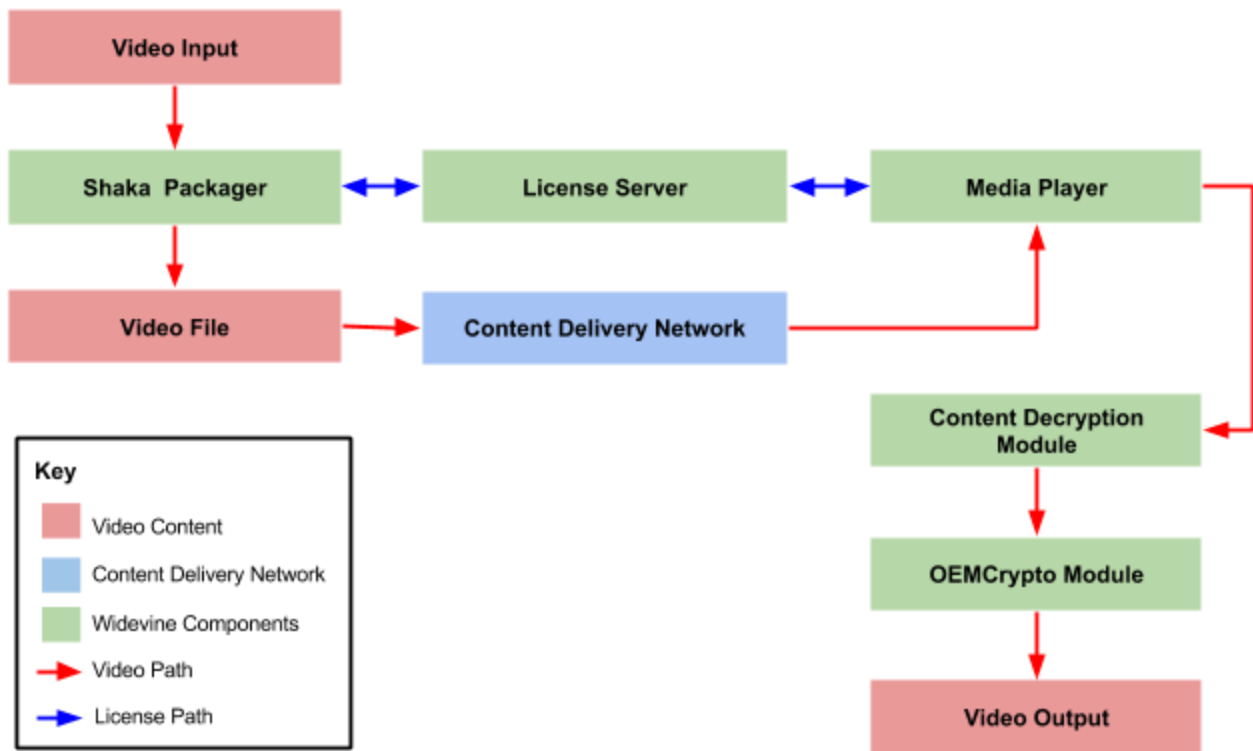 Video Input
Shaka Packager
License Server
Media Player
Video File
Content Delivery Network
Content Decryption
Module
OEMCrypto Module
Video Output
Key
Video Content
Content Delivery Network
Widevine Components
Video Path
License Path